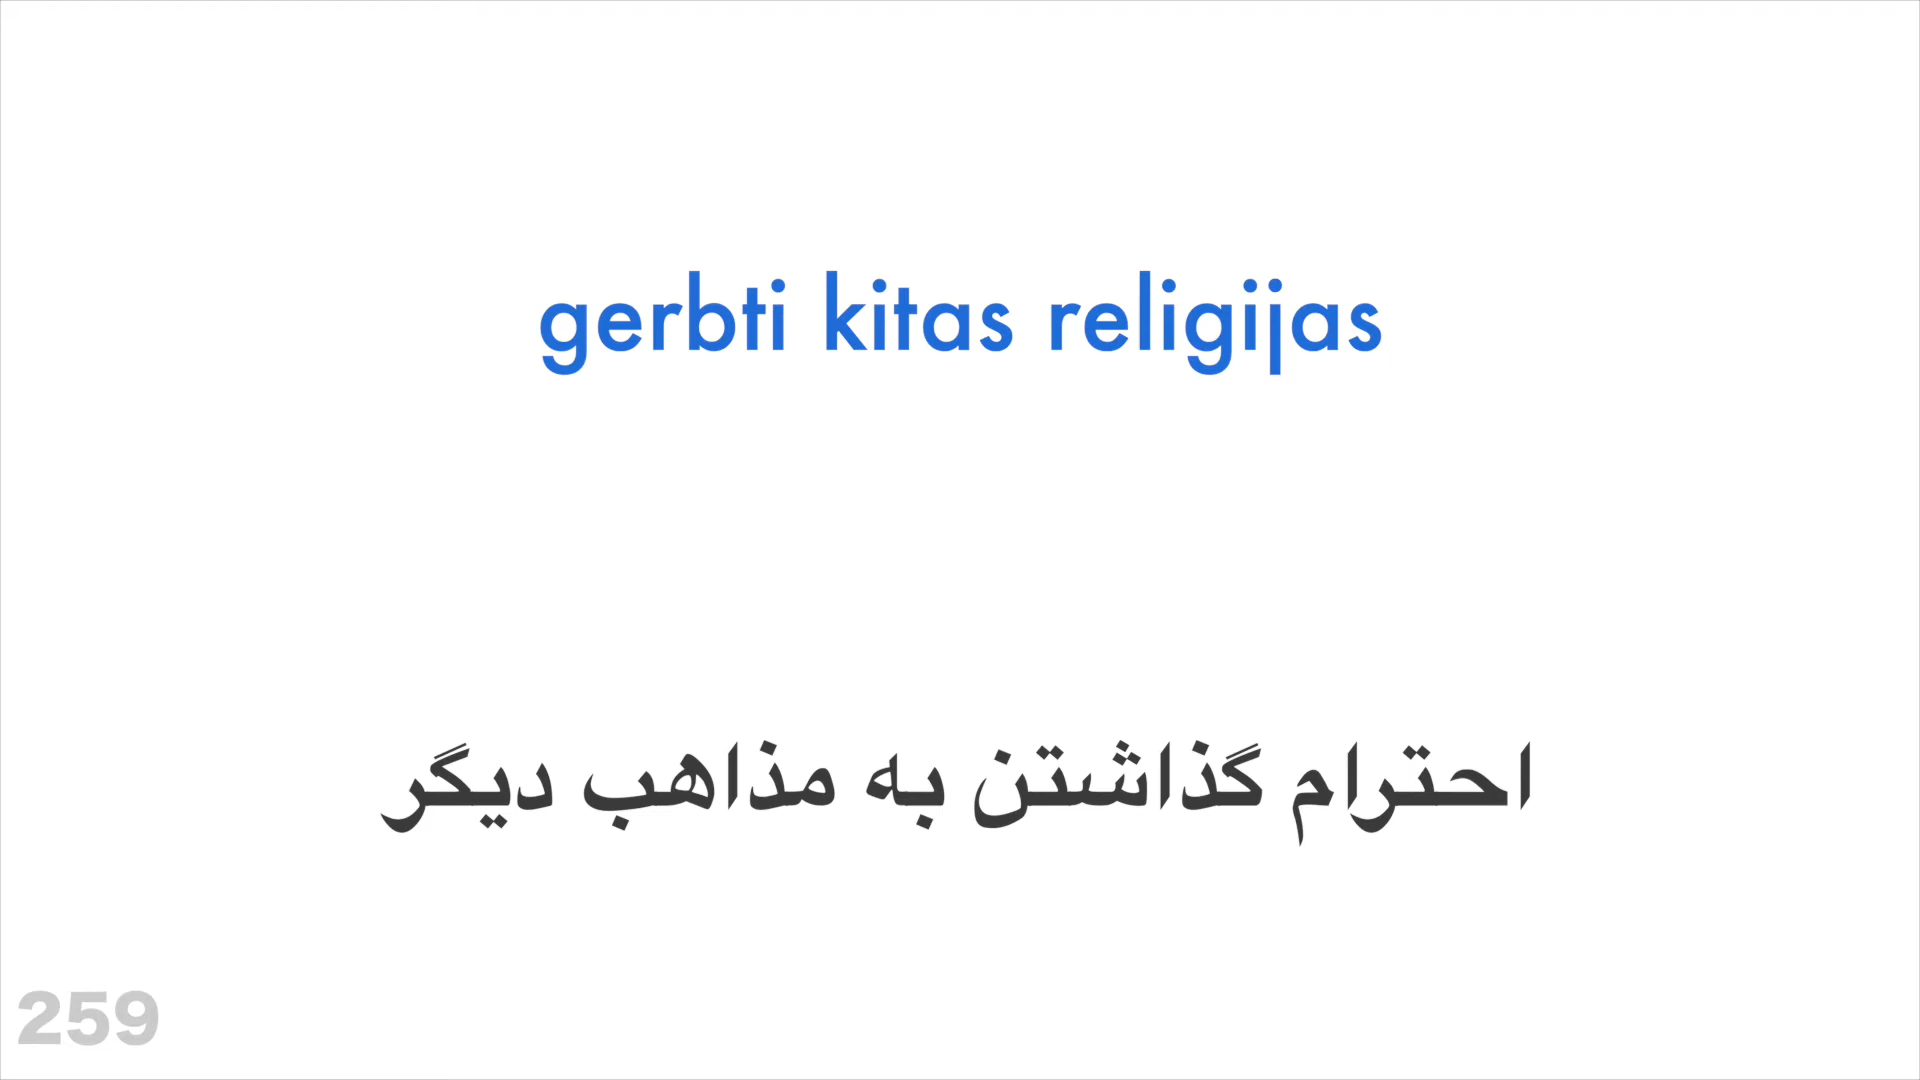 gerbti kitas religijas
احترام گذاشتن به مذاهب دیگر
259